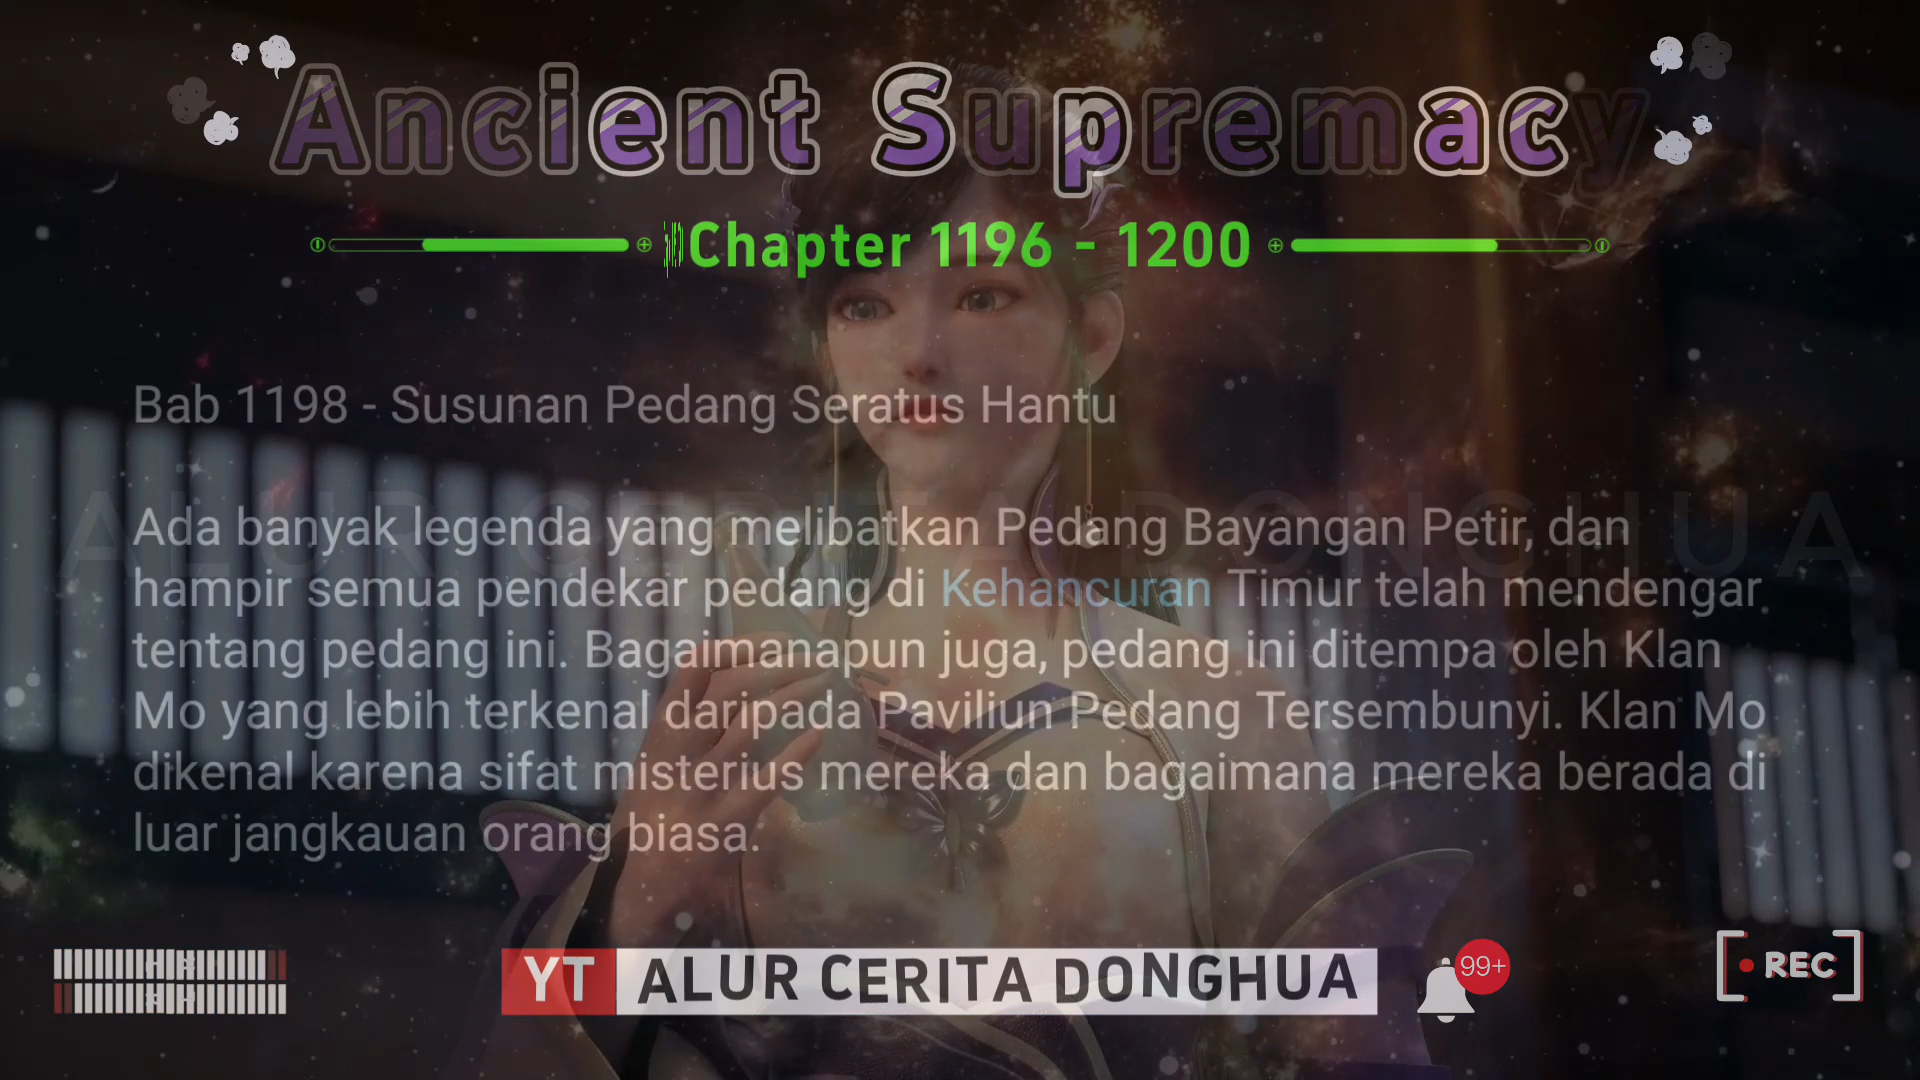 Ancient Supremacy
Chapter 1196 - 1200
Bab 1198 - Susunan Pedang Seratus Hantu
Ada banyak legenda yang melibatkan Pedang Bayangan Petir, dan
hampir semua pendekar pedang di Kehancuran Timur telah mendengar
tentang pedang ini. Bagaimanapun juga, pedang ini ditempa oleh Klan
Mo yang lebih terkenal daripada Paviliun Pedang Tersembunyi. Klan Mo
dikenal karena sifat misterius mereka dan bagaimana mereka berada di
luar jangkauan orang biasa.
ALUR CERITA DONGHUA
YT ALUR CERITA DONGHUA
99+
REC